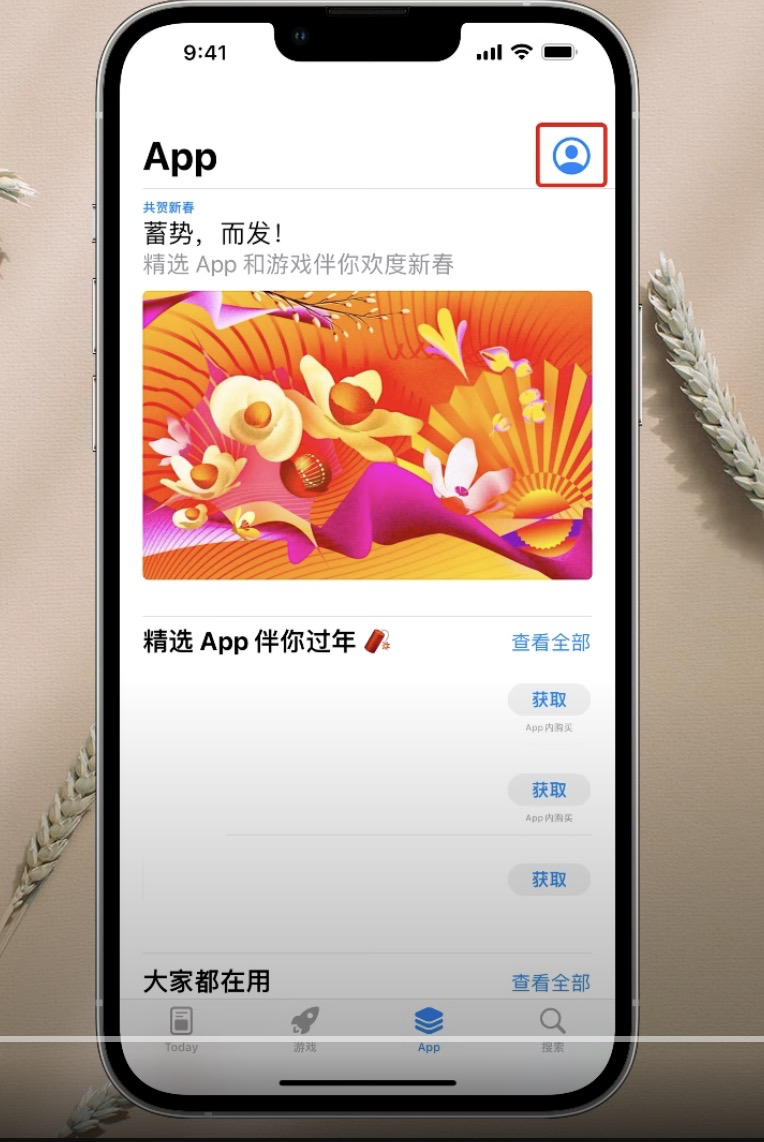 9:41
App
共贺新春
蓄势，而发！
精选 App 和游戏伴你欢度新春
精选 App 伴你过年
查看全部
获取
App 内购买
获取
App 内购买
获取
大家都在用
查看全部
Today
游戏
App
搜索